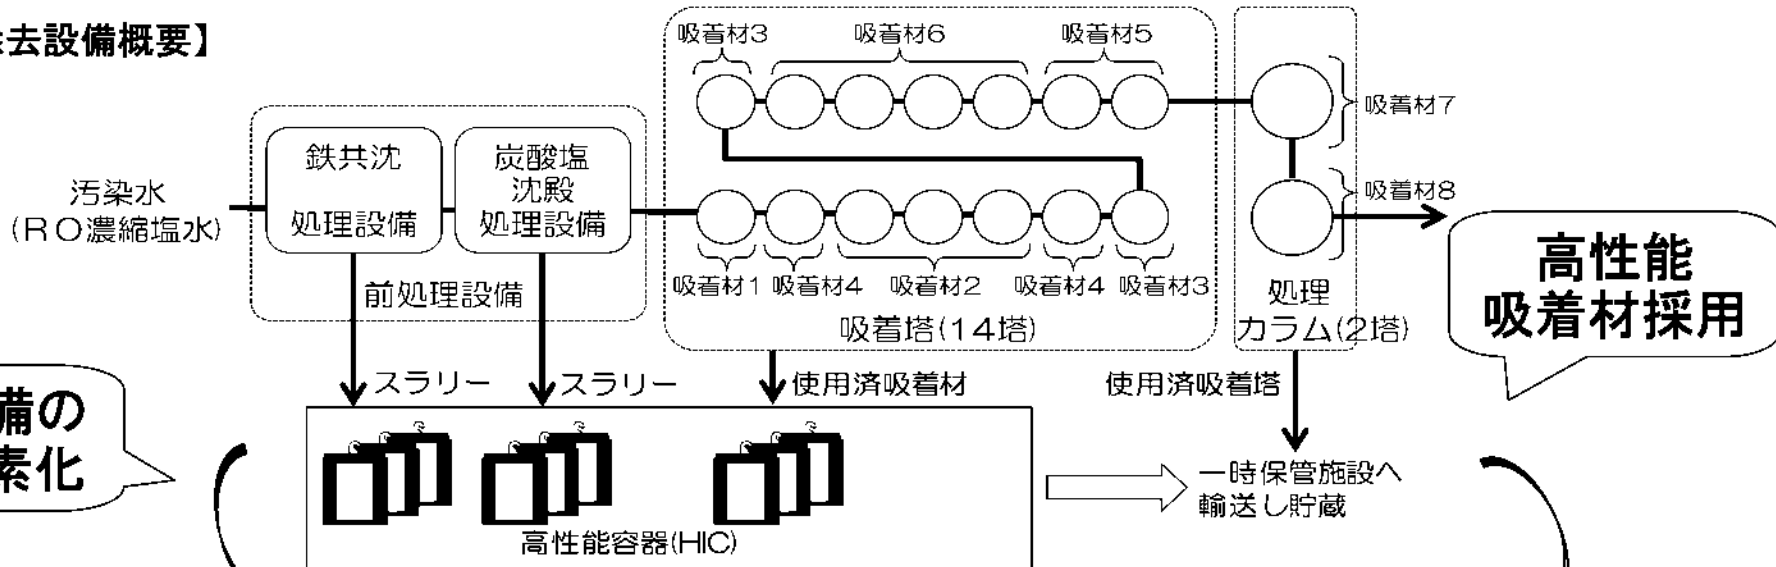 去設備概要】
吸着材3
吸着材6
吸着材5
吸着材7
鉄共沈
処理設備
炭酸塩
沈殿
処理設備
汚染水
(RO濃縮塩水)
前処理設備
吸着材1
吸着材4
吸着材2
吸着材4
吸着材3
吸着塔(14塔)
吸着材8
処理
カラム(2塔)
高性能
吸着材採用
スラリー
スラリー
使用済吸着材
使用済吸着塔
備の
素化
高性能容器(HIC)
一時保管施設へ
輸送し貯蔵